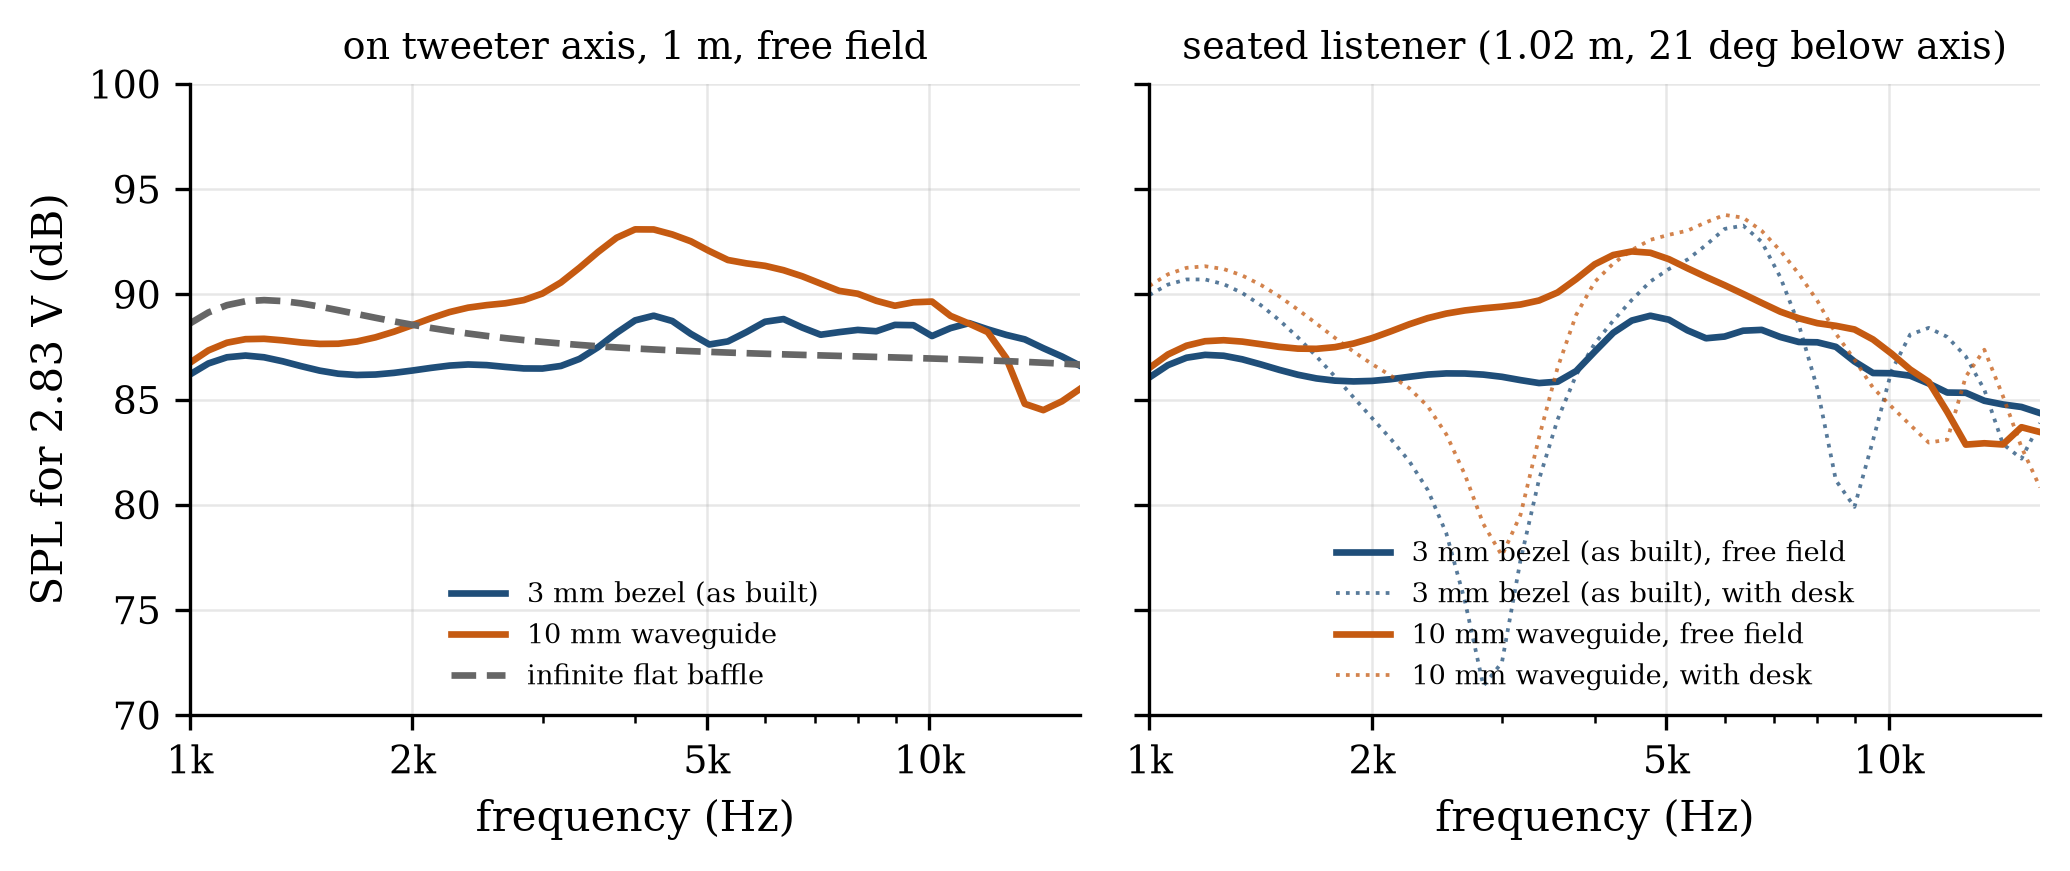 on tweeter axis, 1 m, free field
SPL for 2.83 V (dB)
100
95
90
85
80
75
70
3 mm bezel (as built)
10 mm waveguide
infinite flat baffle
1k 2k 5k 10k
frequency (Hz)
seated listener (1.02 m, 21 deg below axis)
3 mm bezel (as built), free field
3 mm bezel (as built), with desk
10 mm waveguide, free field
10 mm waveguide, with desk
1k 2k 5k 10k
frequency (Hz)